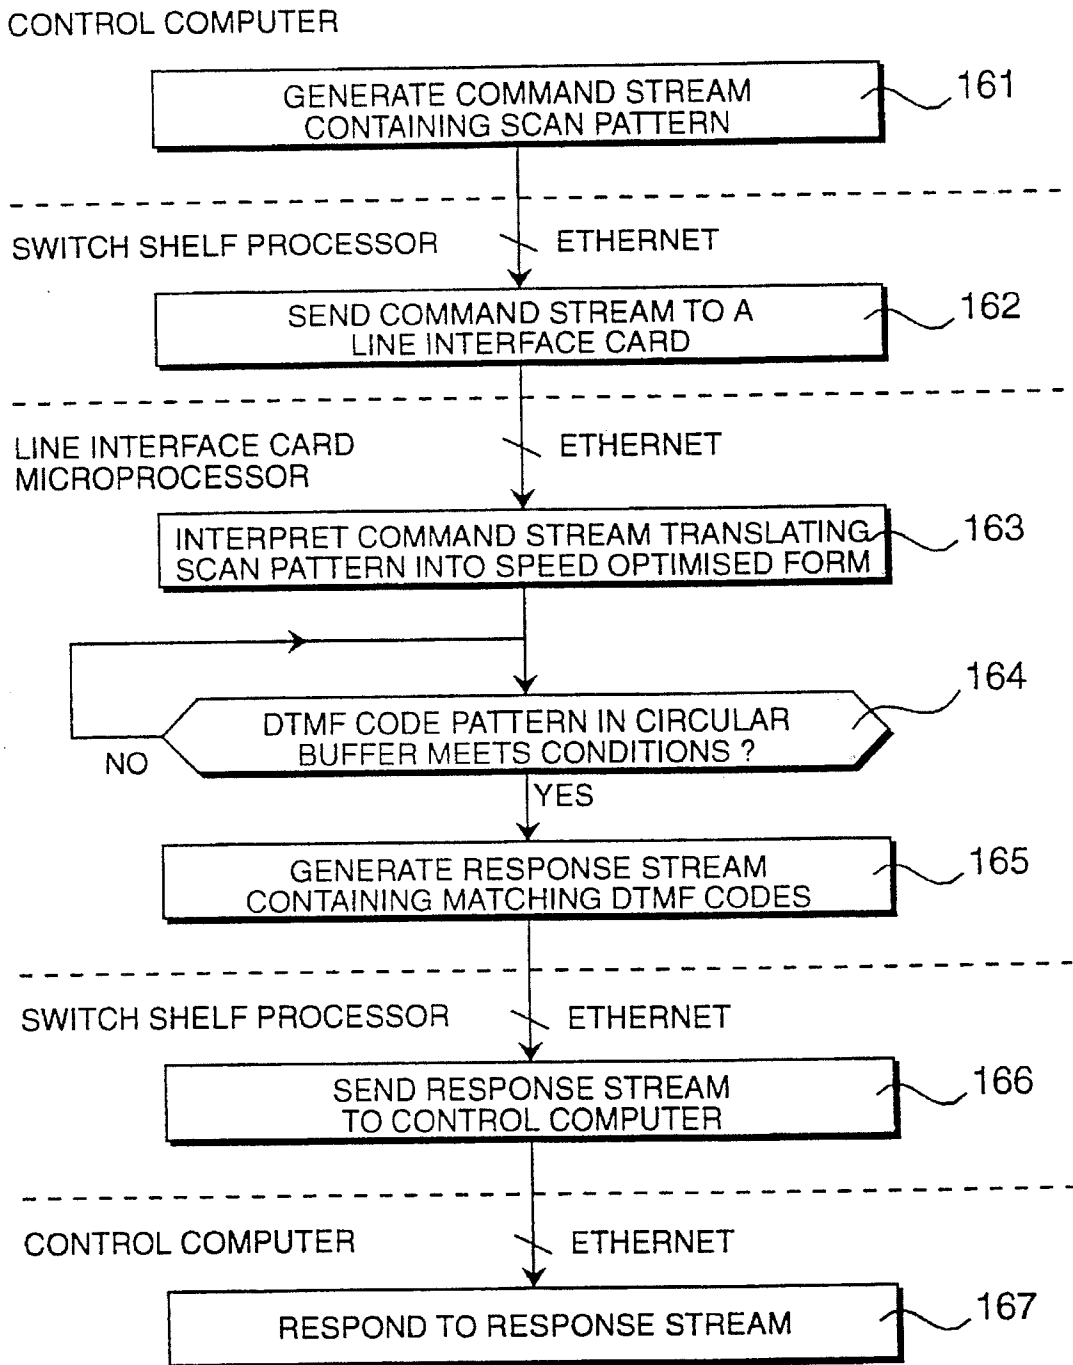 CONTROL COMPUTER
GENERATE COMMAND STREAM
CONTAINING SCAN PATTERN
161
SWITCH SHELF PROCESSOR
ETHERNET
SEND COMMAND STREAM TO A
LINE INTERFACE CARD
162
LINE INTERFACE CARD
MICROPROCESSOR
ETHERNET
INTERPRET COMMAND STREAM TRANSLATING
SCAN PATTERN INTO SPEED OPTIMISED FORM
163
DTMF CODE PATTERN IN CIRCULAR
BUFFER MEETS CONDITIONS ?
164
NO
YES
GENERATE RESPONSE STREAM
CONTAINING MATCHING DTMF CODES
165
SWITCH SHELF PROCESSOR
ETHERNET
SEND RESPONSE STREAM
TO CONTROL COMPUTER
166
CONTROL COMPUTER
ETHERNET
RESPOND TO RESPONSE STREAM
167